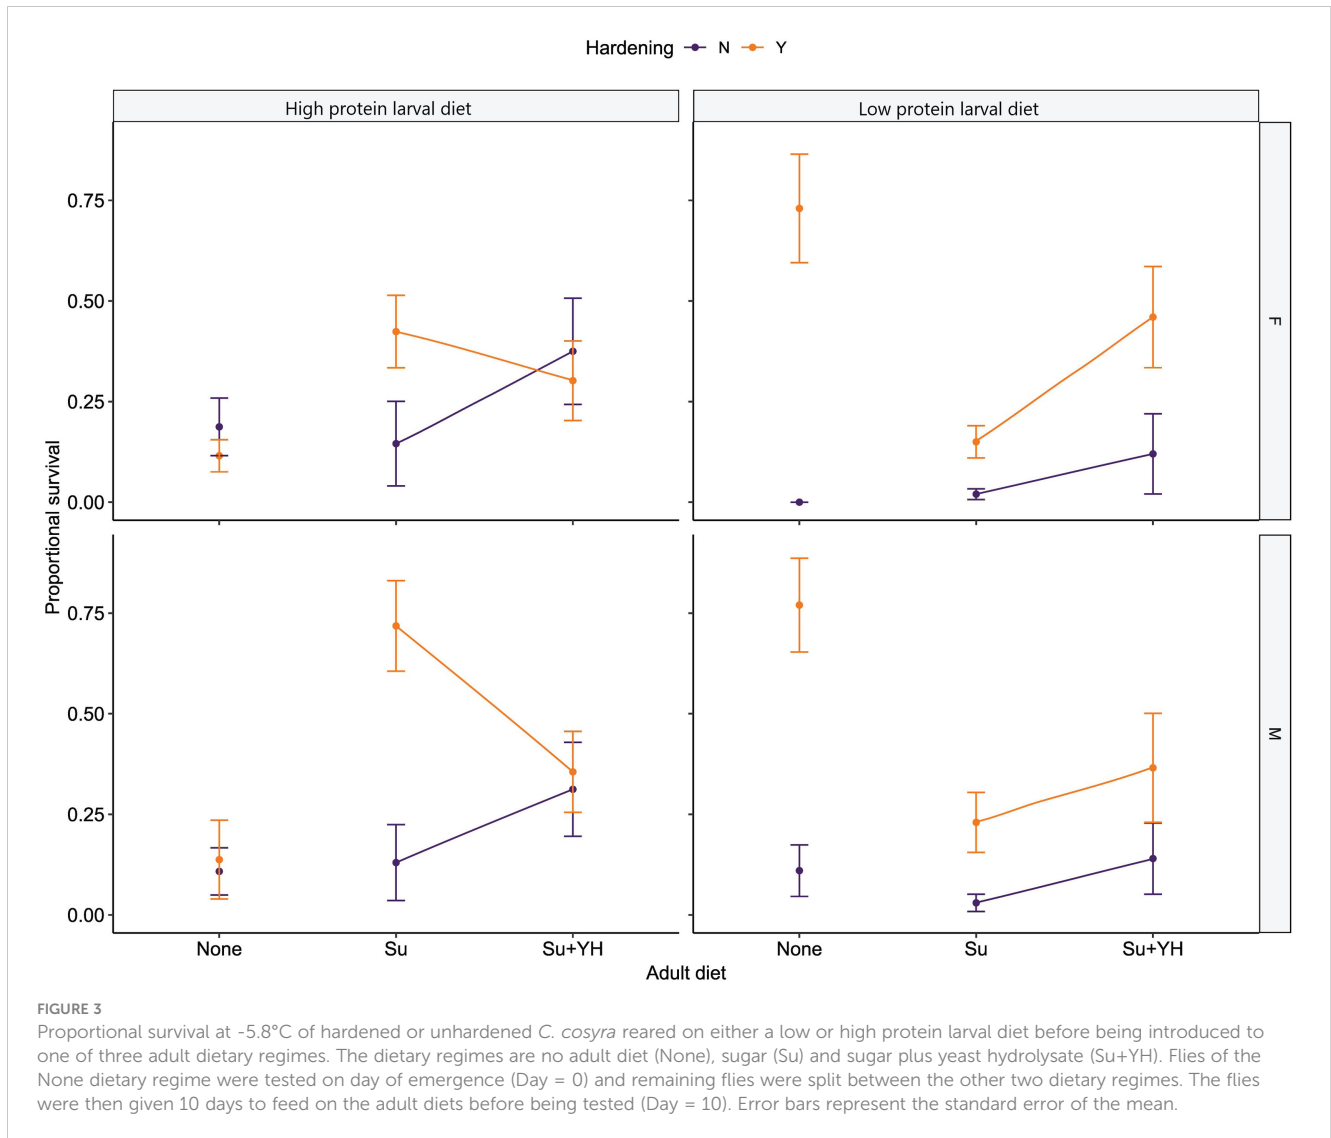 Hardening N Y
High protein larval diet Low protein larval diet
0.75
0.50
0.25
0.00
F
0.75
0.50
0.25
0.00
M
Proportional survival
None Su Su+YH None Su Su+YH
Adult diet
FIGURE 3
Proportional survival at -5.8°C of hardened or unhardened C. cosyra reared on either a low or high protein larval diet before being introduced to
one of three adult dietary regimes. The dietary regimes are no adult diet (None), sugar (Su) and sugar plus yeast hydrolysate (Su+YH). Flies of the
None dietary regime were tested on day of emergence (Day = 0) and remaining flies were split between the other two dietary regimes. The flies
were then given 10 days to feed on the adult diets before being tested (Day = 10). Error bars represent the standard error of the mean.